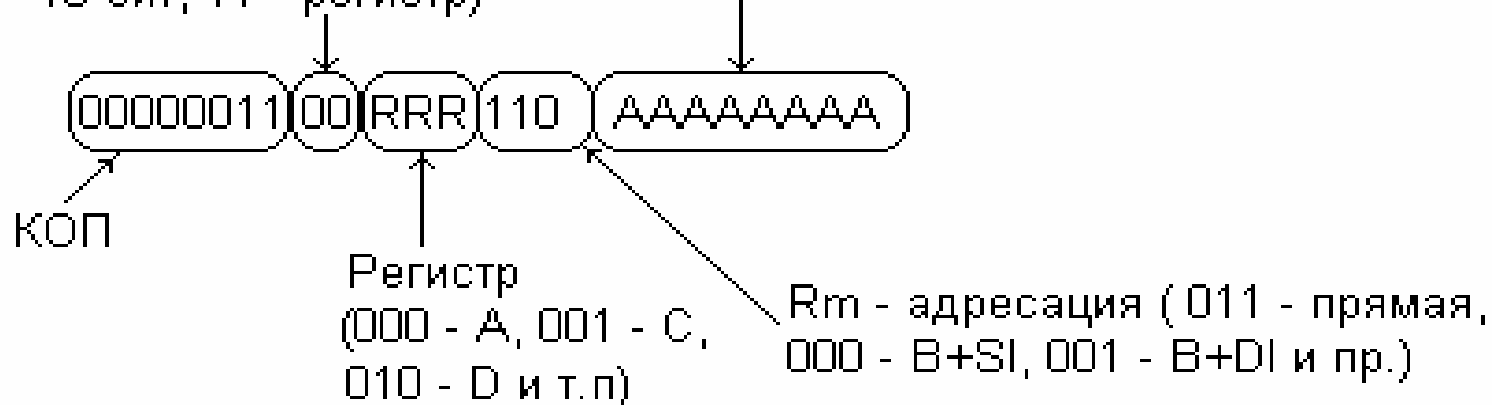 регистр)
00000011 00 RRR 110 AAAAAAAA
КОП
Регистр
(000 - A, 001 - C,
010 - D и т.п)
Rm - адресация ( 011 - прямая,
000 - B+SI, 001 - B+DI и пр.)